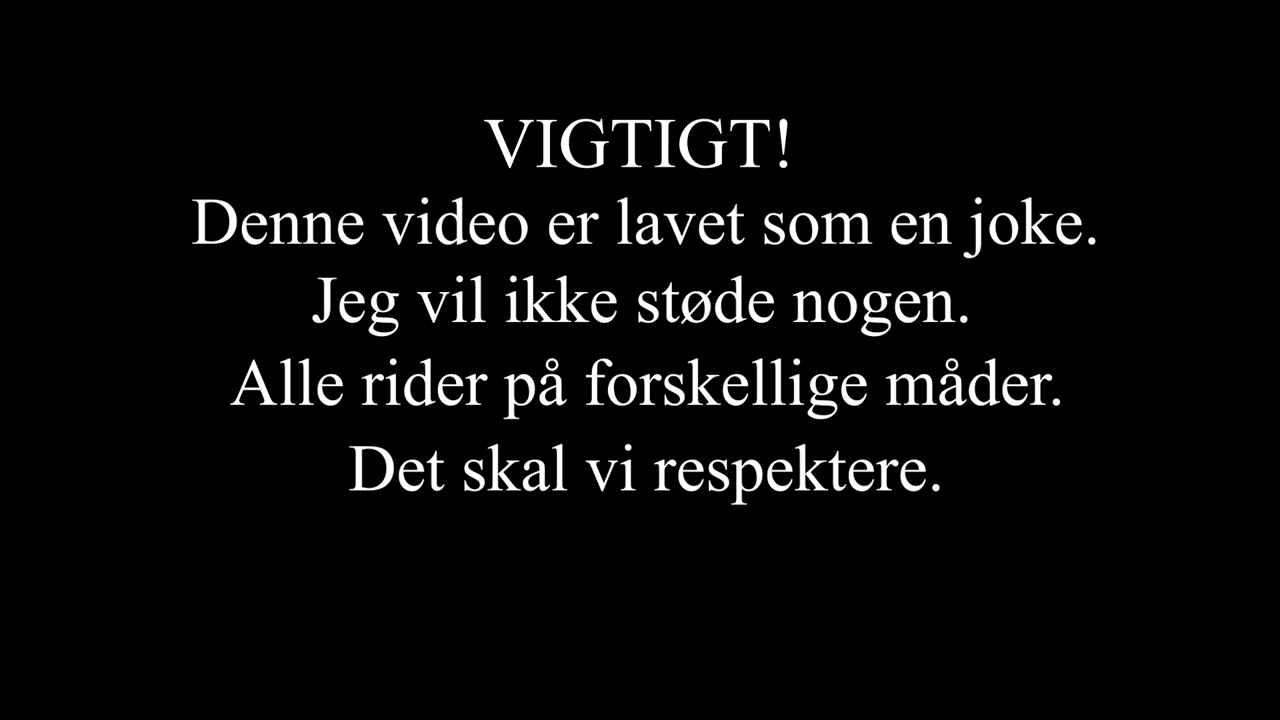 VIGTIGT!
Denne video er lavet som en joke.
Jeg vil ikke støde nogen.
Alle rider på forskellige måder.
Det skal vi respektere.